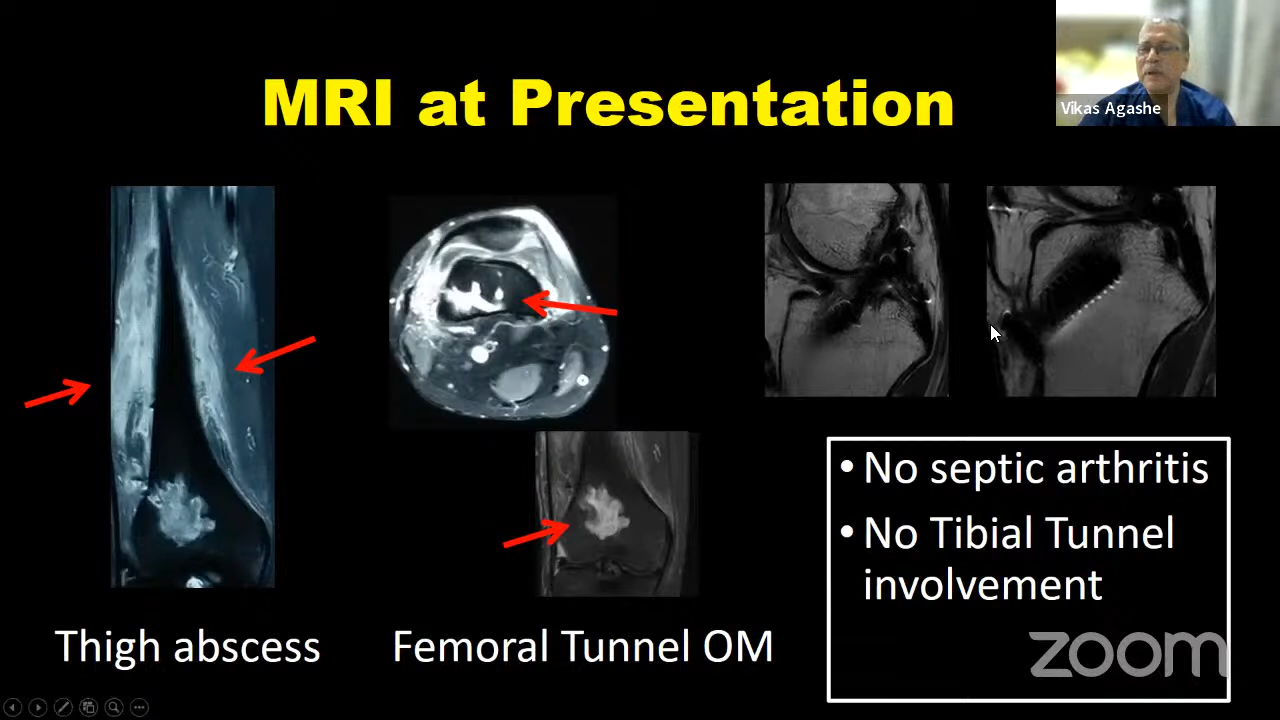 MRI at Presentation
Vikas Agashe
• No septic arthritis
• No Tibial Tunnel
involvement
Thigh abscess
Femoral Tunnel OM
zoom